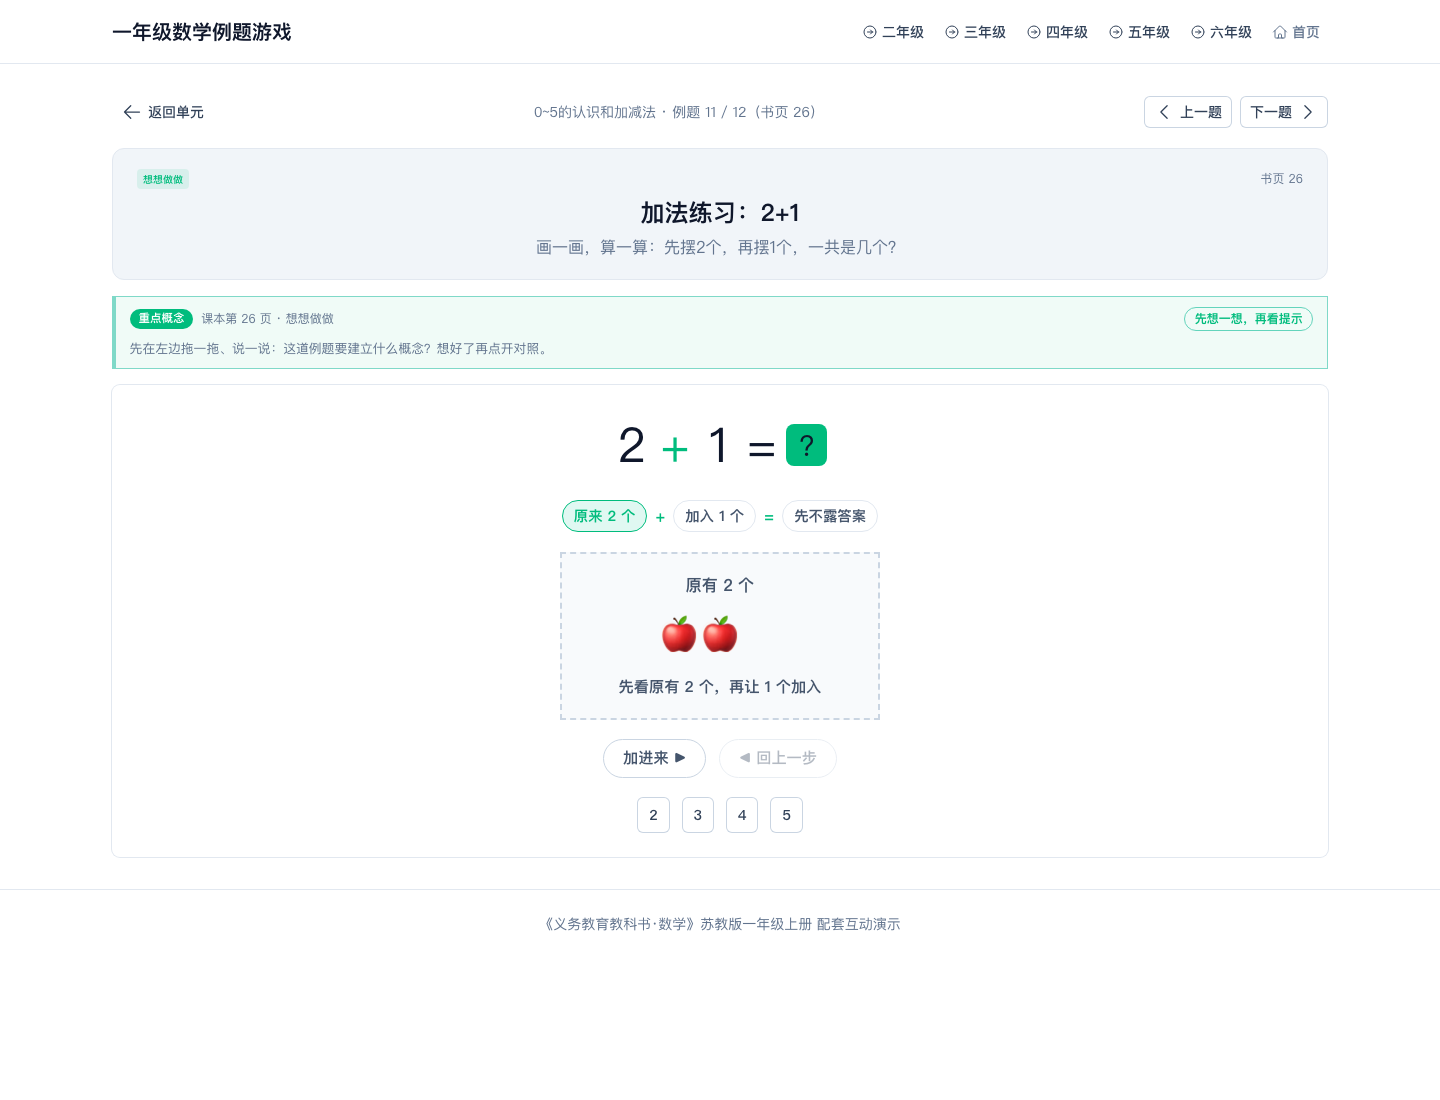 一年级数学例题游戏
二年级 三年级 四年级 五年级 六年级 首页
返回单元
0~5的认识和加减法 · 例题 11 / 12（书页 26）
上一题 下一题
想想做做
书页 26
加法练习：2+1
画一画，算一算：先摆2个，再摆1个，一共是几个？
重点概念 课本第 26 页 · 想想做做
先想一想，再看提示
先在左边拖一拖、说一说：这道例题要建立什么概念？想好了再点开对照。
2 + 1 = ?
原来 2 个 + 加入 1 个 = 先不露答案
原有 2 个
先看原有 2 个，再让 1 个加入
加进来 ▶ ◀ 回上一步
2 3 4 5
《义务教育教科书·数学》苏教版一年级上册 配套互动演示